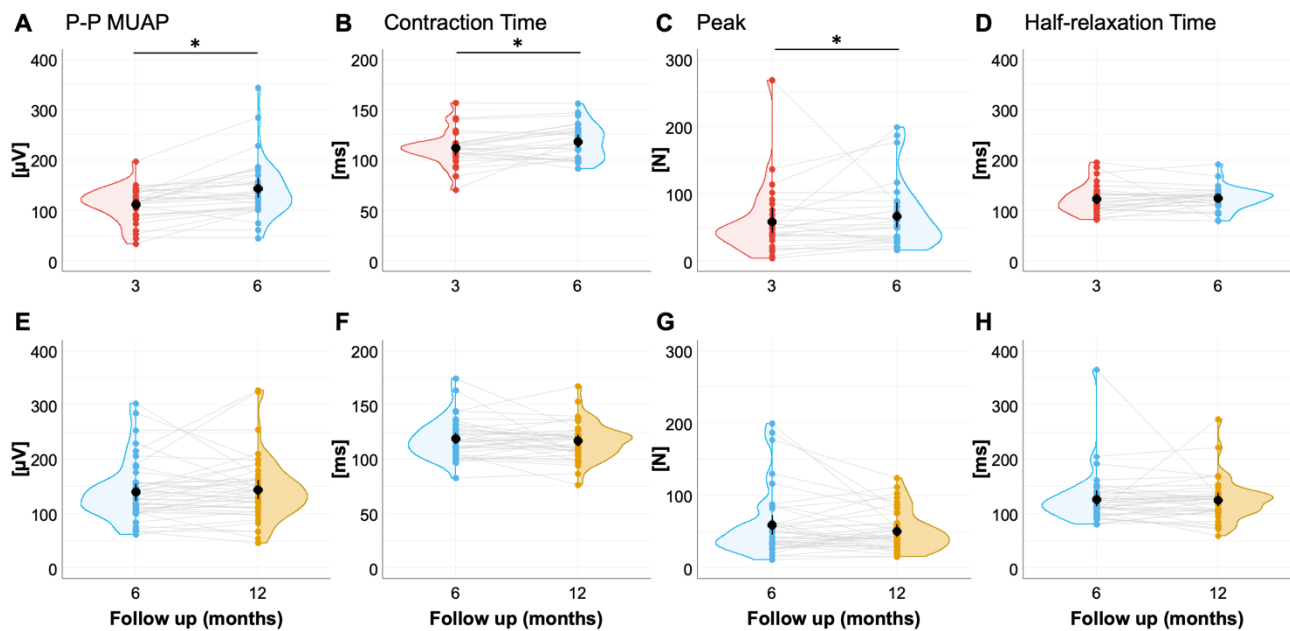 A P-P MUAP
*
400
300
200
100
0
[µV]
3 6
B Contraction Time
*
200
150
100
50
0
[ms]
3 6
C Peak
*
300
200
100
0
[N]
3 6
D Half-relaxation Time
400
300
200
100
0
[ms]
3 6
E
400
300
200
100
0
[µV]
6 12
Follow up (months)
F
200
150
100
50
0
[ms]
6 12
Follow up (months)
G
300
200
100
0
[N]
6 12
Follow up (months)
H
400
300
200
100
0
[ms]
6 12
Follow up (months)